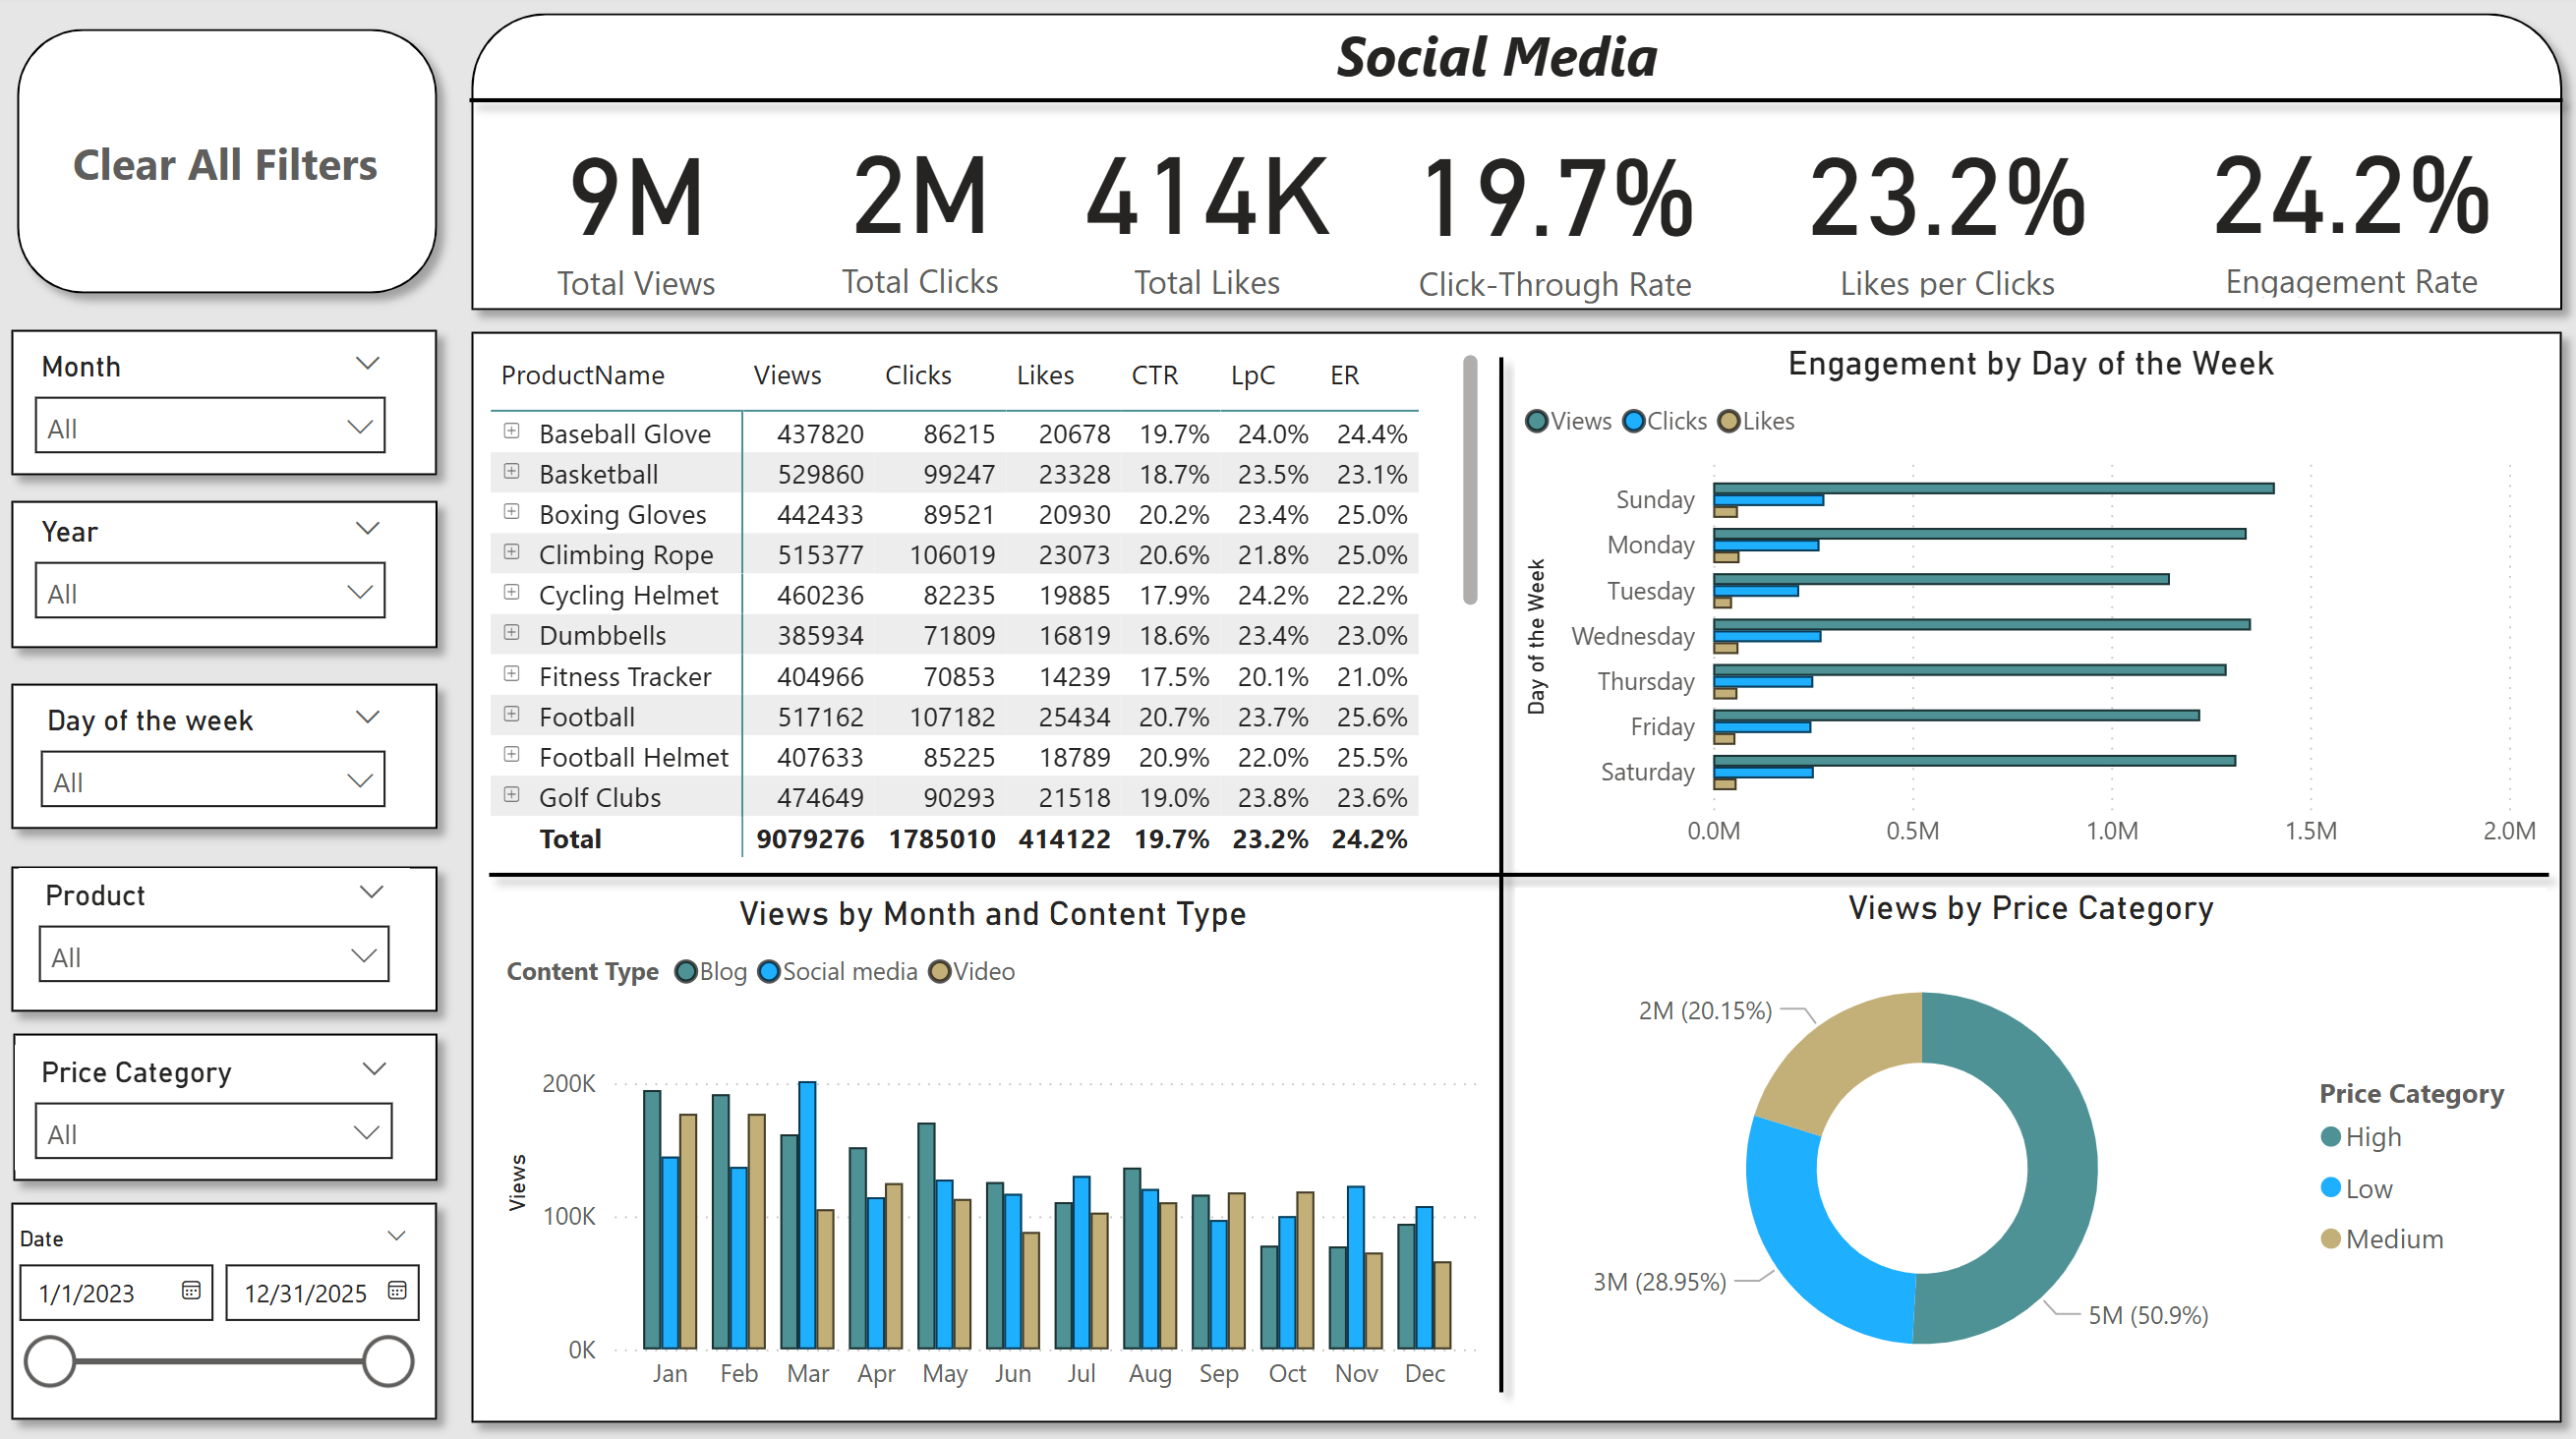 Clear All Filters
Month
All
Year
All
Day of the week
All
Product
All
Price Category
All
Date
1/1/2023
12/31/2025
Social Media
9M
Total Views
2M
Total Clicks
414K
Total Likes
19.7%
Click-Through Rate
23.2%
Likes per Clicks
24.2%
Engagement Rate
ProductName Views Clicks Likes CTR LpC ER
Baseball Glove 437820 86215 20678 19.7% 24.0% 24.4%
Basketball 529860 99247 23328 18.7% 23.5% 23.1%
Boxing Gloves 442433 89521 20930 20.2% 23.4% 25.0%
Climbing Rope 515377 106019 23073 20.6% 21.8% 25.0%
Cycling Helmet 460236 82235 19885 17.9% 24.2% 22.2%
Dumbbells 385934 71809 16819 18.6% 23.4% 23.0%
Fitness Tracker 404966 70853 14239 17.5% 20.1% 21.0%
Football 517162 107182 25434 20.7% 23.7% 25.6%
Football Helmet 407633 85225 18789 20.9% 22.0% 25.5%
Golf Clubs 474649 90293 21518 19.0% 23.8% 23.6%
Total 9079276 1785010 414122 19.7% 23.2% 24.2%
Engagement by Day of the Week
Views Clicks Likes
Day of the Week
Sunday
Monday
Tuesday
Wednesday
Thursday
Friday
Saturday
0.0M 0.5M 1.0M 1.5M 2.0M
Views by Month and Content Type
Content Type Blog Social media Video
Views
200K
100K
0K
Jan Feb Mar Apr May Jun Jul Aug Sep Oct Nov Dec
Views by Price Category
2M (20.15%)
3M (28.95%)
5M (50.9%)
Price Category
High
Low
Medium